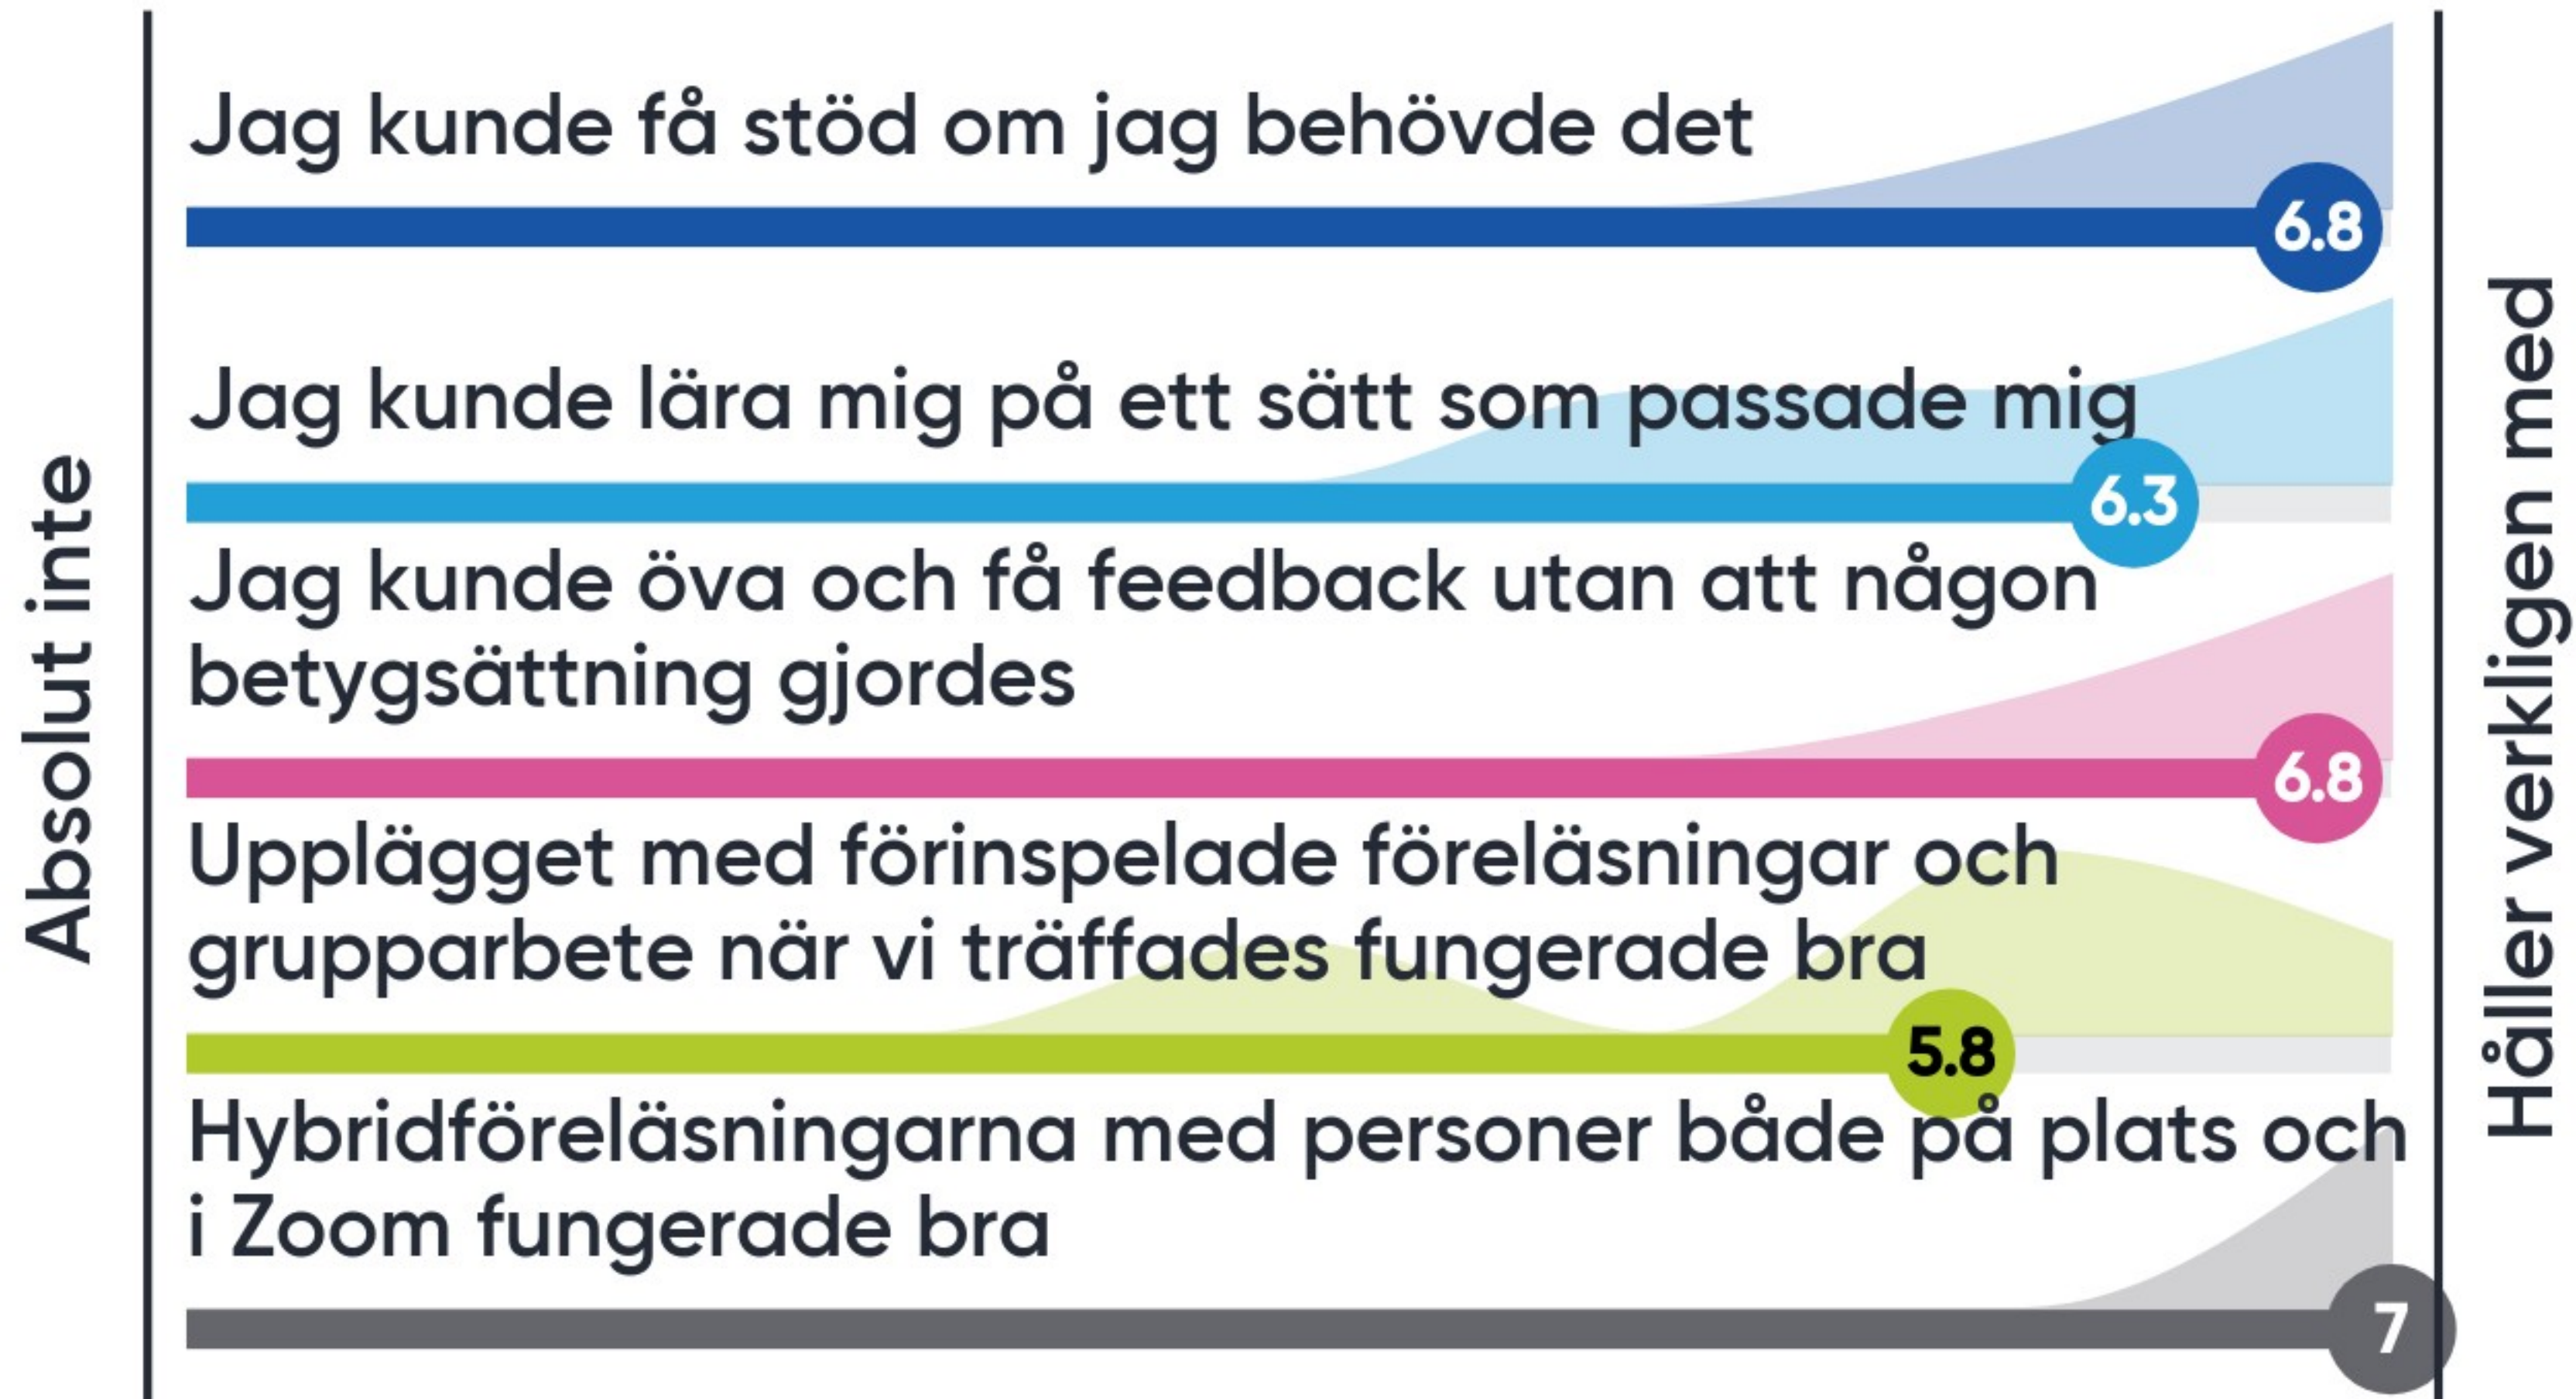 Absolut inte
Jag kunde få stöd om jag behövde det
6.8
Jag kunde lära mig på ett sätt som passade mig
6.3
Jag kunde öva och få feedback utan att någon
betygsättning gjordes
6.8
Upplägget med förinspelade föreläsningar och
grupparbete när vi träffades fungerade bra
5.8
Hybridföreläsningarna med personer både på plats och
i Zoom fungerade bra
7
Håller verkligen med